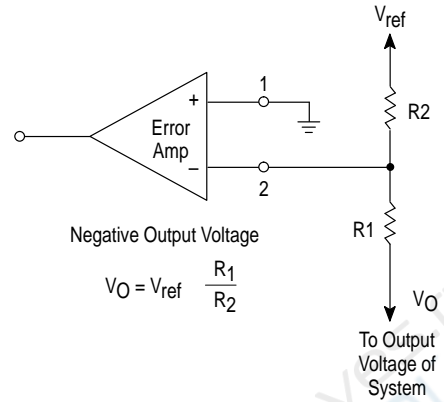 Vref
1
+
R2
Error
Amp
−
2
R1
Negative Output Voltage
VO = Vref R1
R2
VO
To Output
Voltage of
System